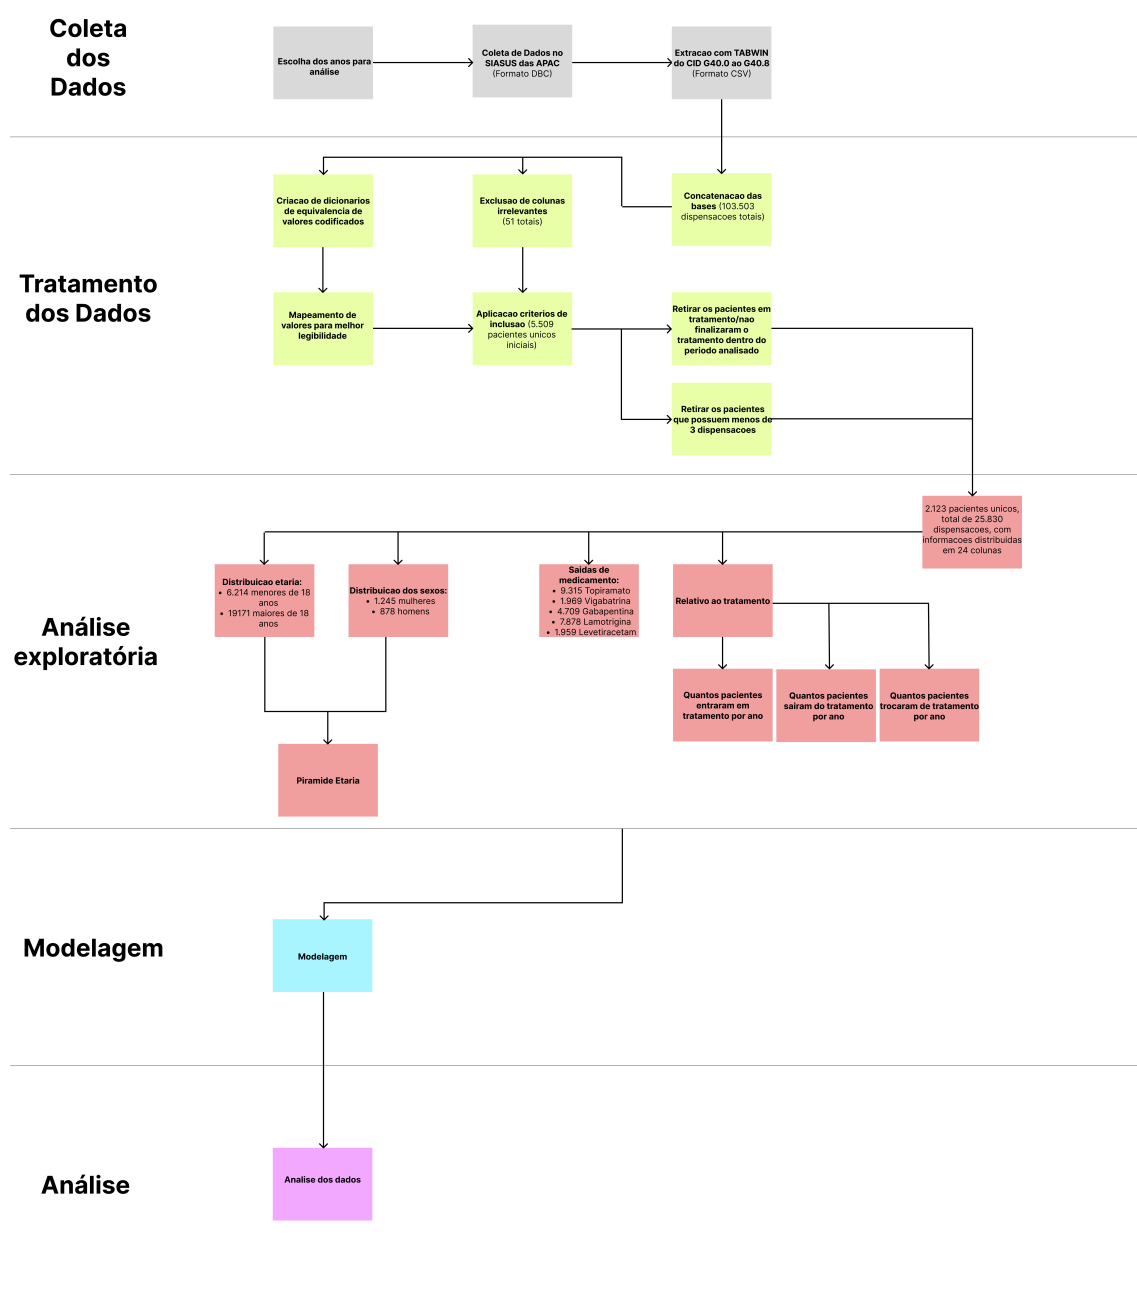 Coleta
dos
Dados
Escolha dos anos para
análise
Coleta de Dados no
SIASUS das APAC
(Formato DBC)
Extracao com TABWIN
do CID G40.0 ao G40.8
(Formato CSV)
Tratamento
dos Dados
Criacao de dicionarios
de equivalencia de
valores codificados
Exclusao de colunas
irrelevantes
(51 totais)
Concatenacao das
bases (103.503
dispensacoes totais)
Mapeamento de
valores para melhor
legibilidade
Aplicacao criterios de
inclusao (5.509
pacientes unicos
iniciais)
Retirar os pacientes em
tratamento/nao
finalizaram o
tratamento dentro do
periodo analisado
Retirar os pacientes
que possuem menos de
3 dispensacoes
2.123 pacientes unicos,
total de 25.830
dispensacoes, com
informacoes distribuidas
em 24 colunas
Análise
exploratória
Distribuicao etaria:
• 6.214 menores de 18
anos
• 19171 maiores de 18
anos
Distribuicao dos sexos:
• 1.245 mulheres
• 878 homens
Saidas de
medicamento:
• 9.315 Topiramato
• 1.969 Vigabatrina
• 4.709 Gabapentina
• 7.878 Lamotrigina
• 1.959 Levetiracetam
Relativo ao tratamento
Quantos pacientes
entraram em
tratamento por ano
Quantos pacientes
sairam do tratamento
por ano
Quantos pacientes
trocaram de tratamento
por ano
Piramide Etaria
Modelagem
Modelagem
Análise
Analise dos dados